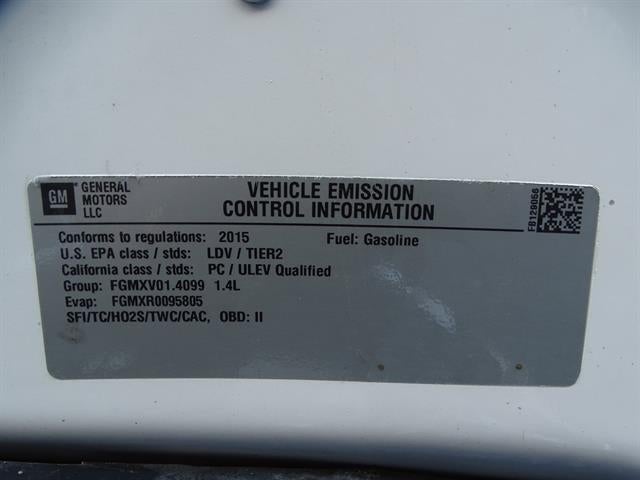 GM
GENERAL
MOTORS
LLC
VEHICLE EMISSION
CONTROL INFORMATION
FB129056
Conforms to regulations: 2015 Fuel: Gasoline
U.S. EPA class / stds: LDV / TIER2
California class / stds: PC / ULEV Qualified
Group: FGMXV01.4099 1.4L
Evap: FGMXR0095805
SFI/TC/HO2S/TWC/CAC, OBD: II